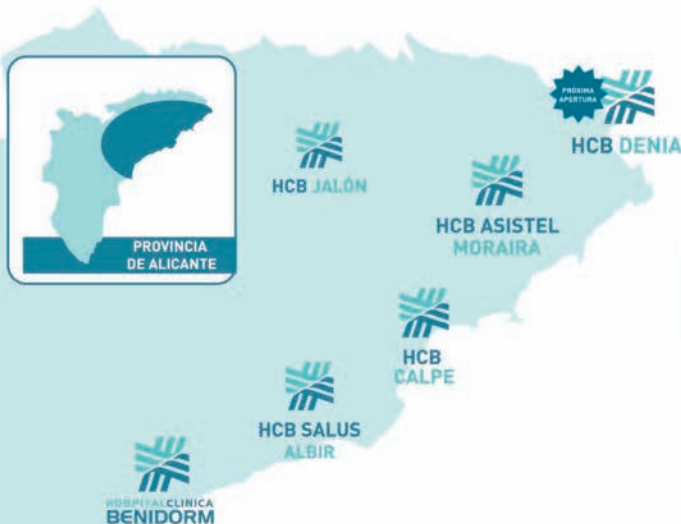 PRÓXIMA
APERTURA
HCB DENIA
HCB JALÓN
HCB ASISTEL
MORAIRA
PROVINCIA
DE ALICANTE
HCB
CALPE
HCB SALUS
ALBIR
HOSPITALCLINICA
BENIDORM